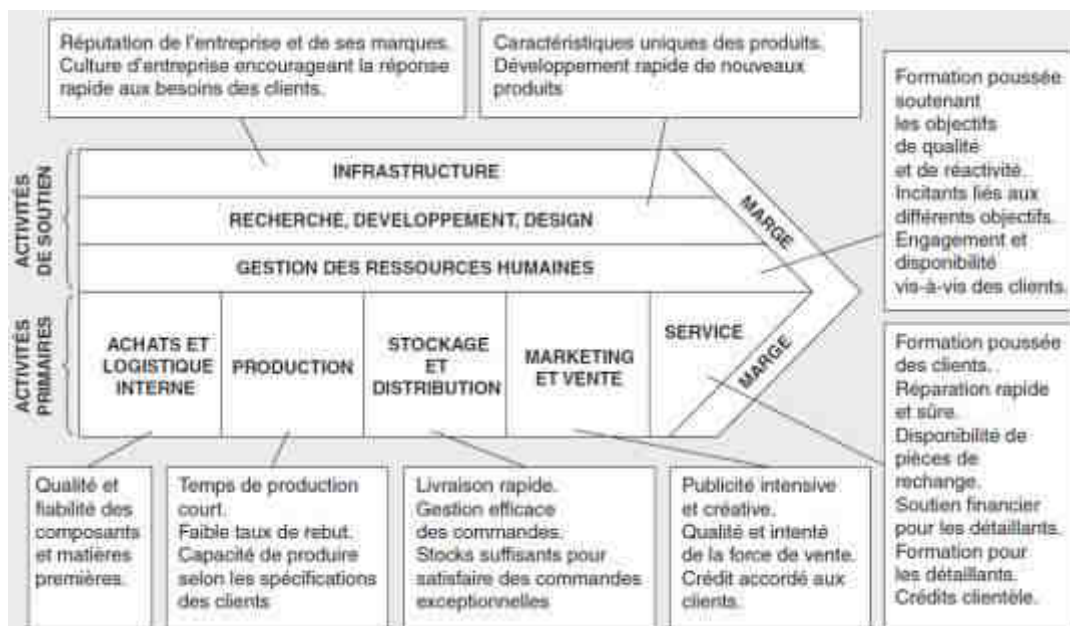 Réputation de l'entreprise et de ses marques.
Culture d'entreprise encourageant la réponse
rapide aux besoins des clients.
Caractéristiques uniques des produits.
Développement rapide de nouveaux
produits
Formation poussée
soutenant
les objectifs
de qualité
et de réactivité.
Incitants liés aux
différents objectifs.
Engagement et
disponibilité
vis-à-vis des clients.
ACTIVITÉS
DE SOUTIEN
INFRASTRUCTURE
RECHERCHE, DEVELOPPEMENT, DESIGN
GESTION DES RESSOURCES HUMAINES
MARGE
ACTIVITÉS
PRIMAIRES
ACHATS ET
LOGISTIQUE
INTERNE
PRODUCTION
STOCKAGE
ET
DISTRIBUTION
MARKETING
ET VENTE
SERVICE
MARGE
Formation poussée
des clients.
Réparation rapide
et sûre.
Disponibilité de
pièces de
rechange.
Soutien financier
pour les détaillants.
Formation pour
les détaillants.
Crédits clientèle.
Qualité et
fiabilité des
composants
et matières
premières.
Temps de production
court.
Faible taux de rebut.
Capacité de produire
selon les spécifications
des clients
Livraison rapide.
Gestion efficace
des commandes.
Stocks suffisants pour
satisfaire des commandes
exceptionnelles
Publicité intensive
et créative.
Qualité et intenté
de la force de vente.
Crédit accordé aux
clients.